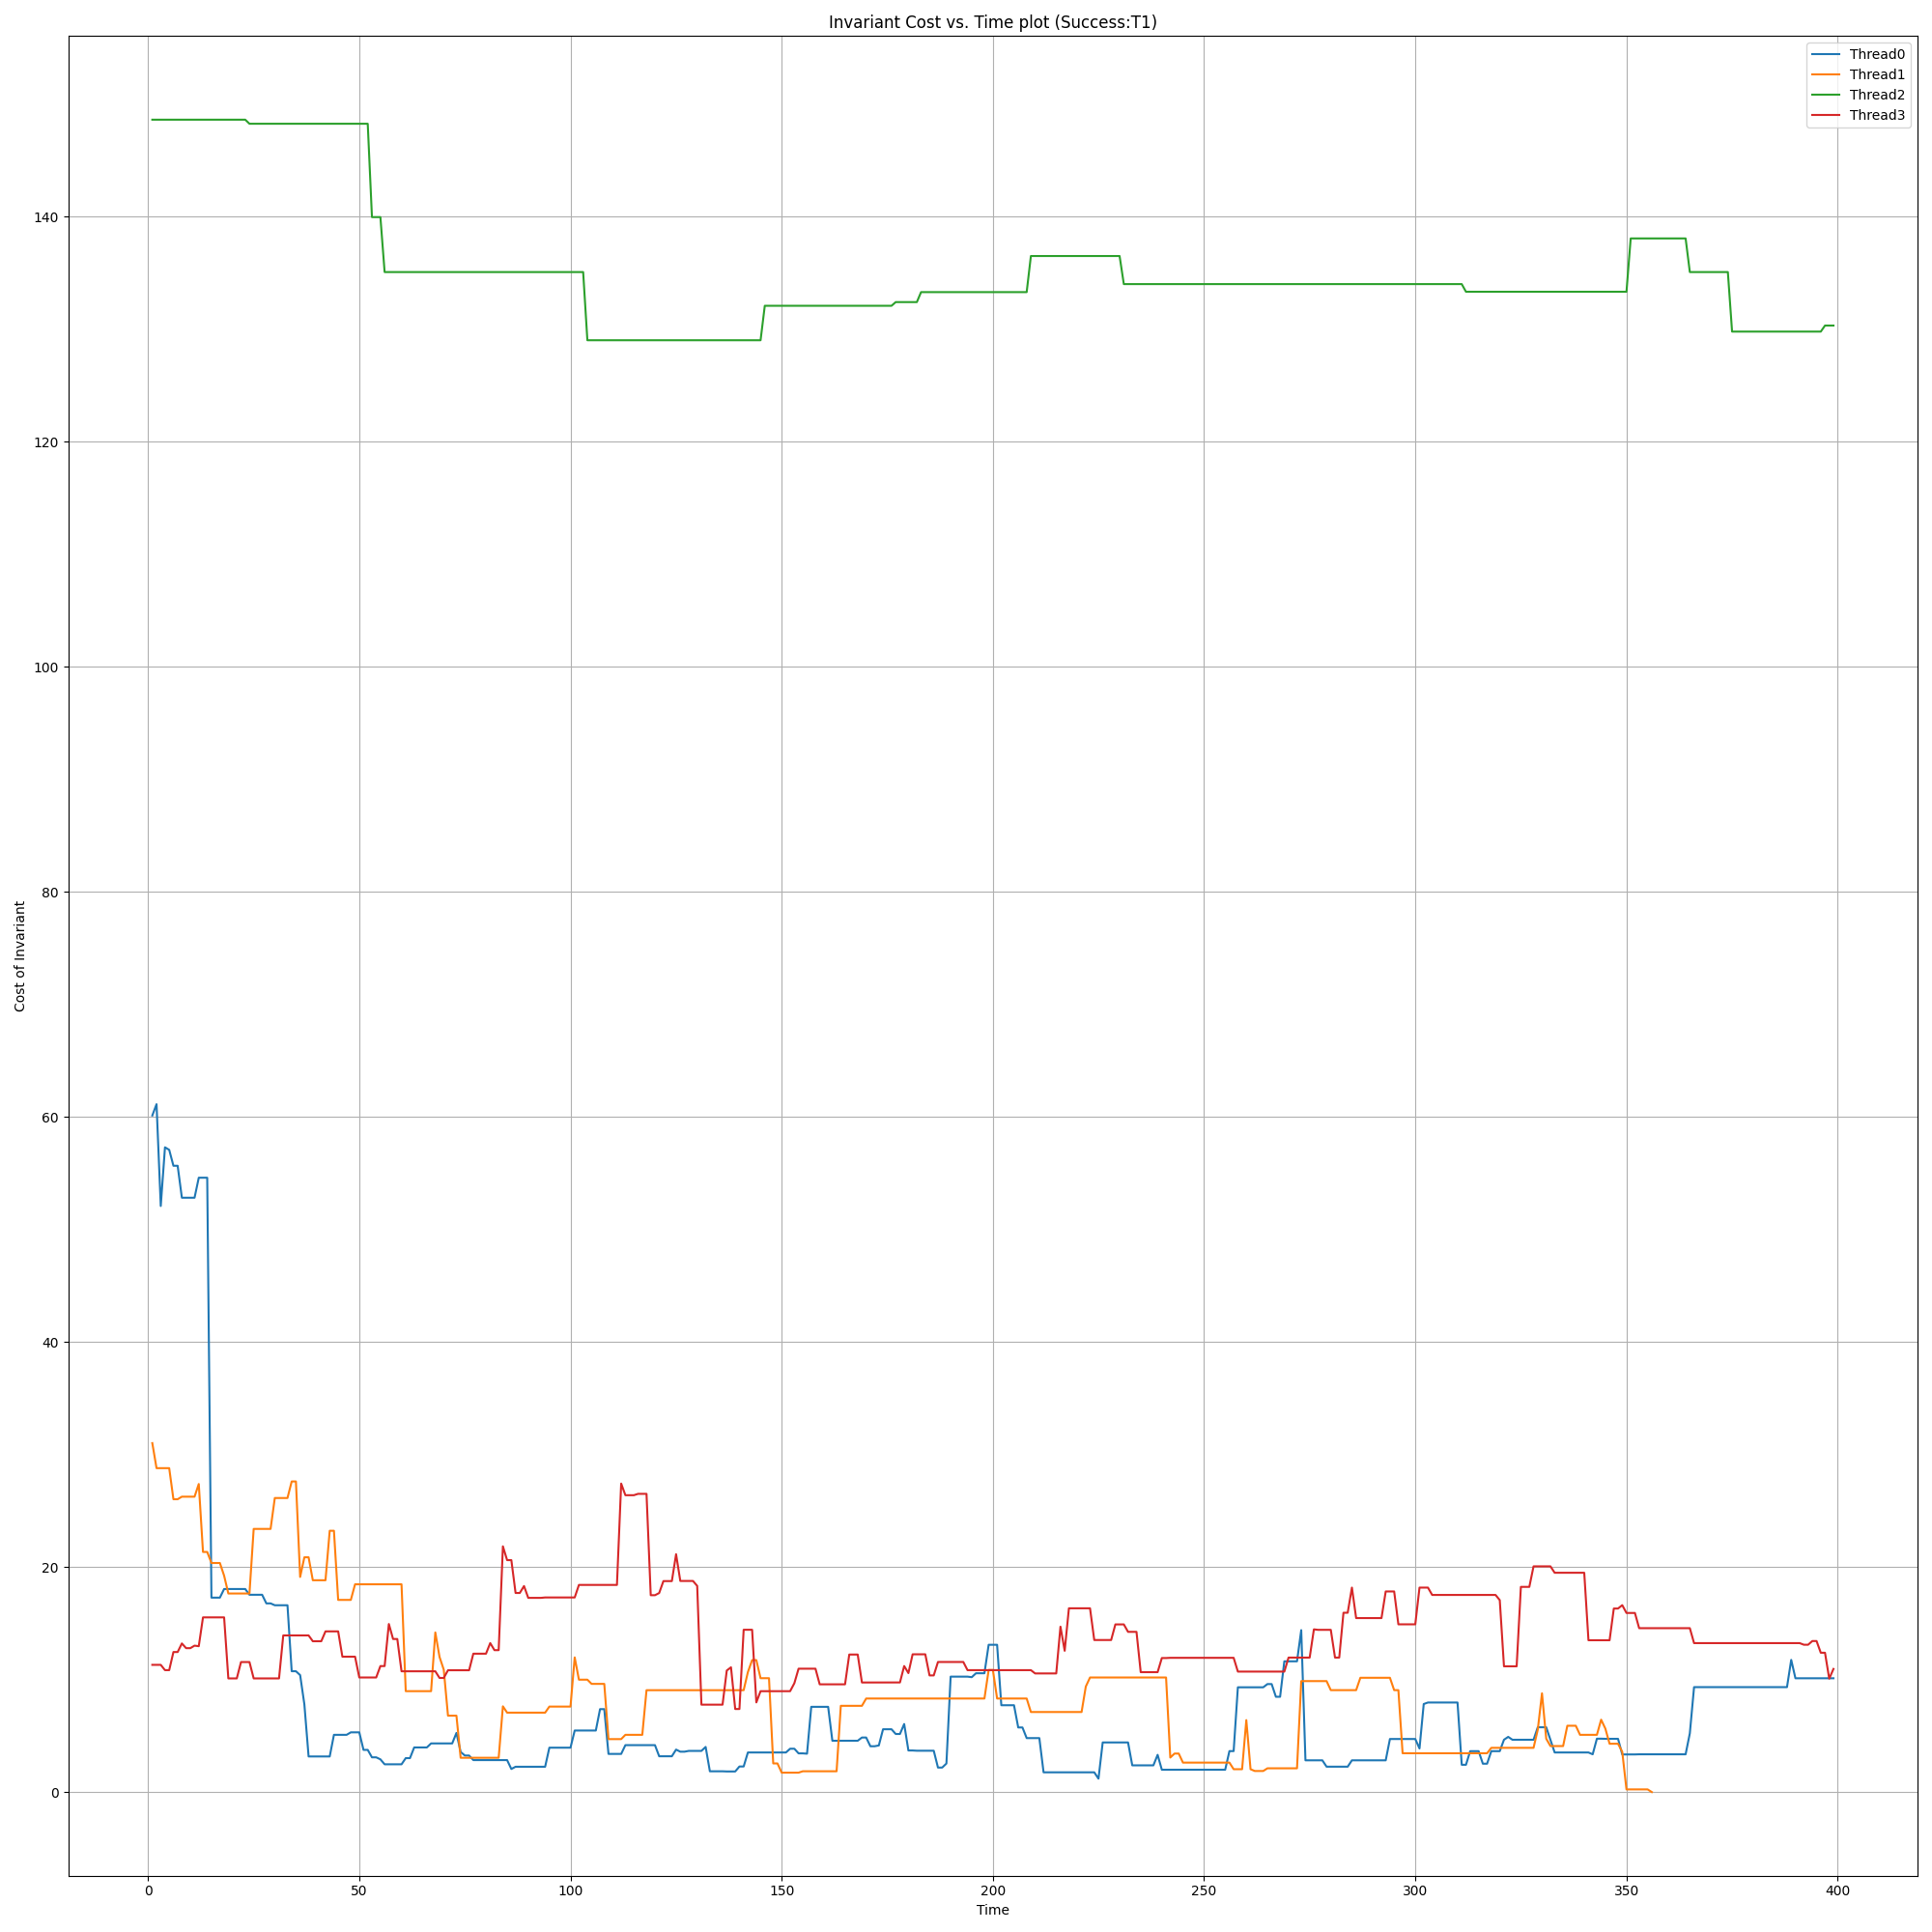 Invariant Cost vs. Time plot (Success:T1)
Thread0
Thread1
Thread2
Thread3
Cost of Invariant
140
120
100
80
60
40
20
0
0 50 100 150 200 250 300 350 400
Time